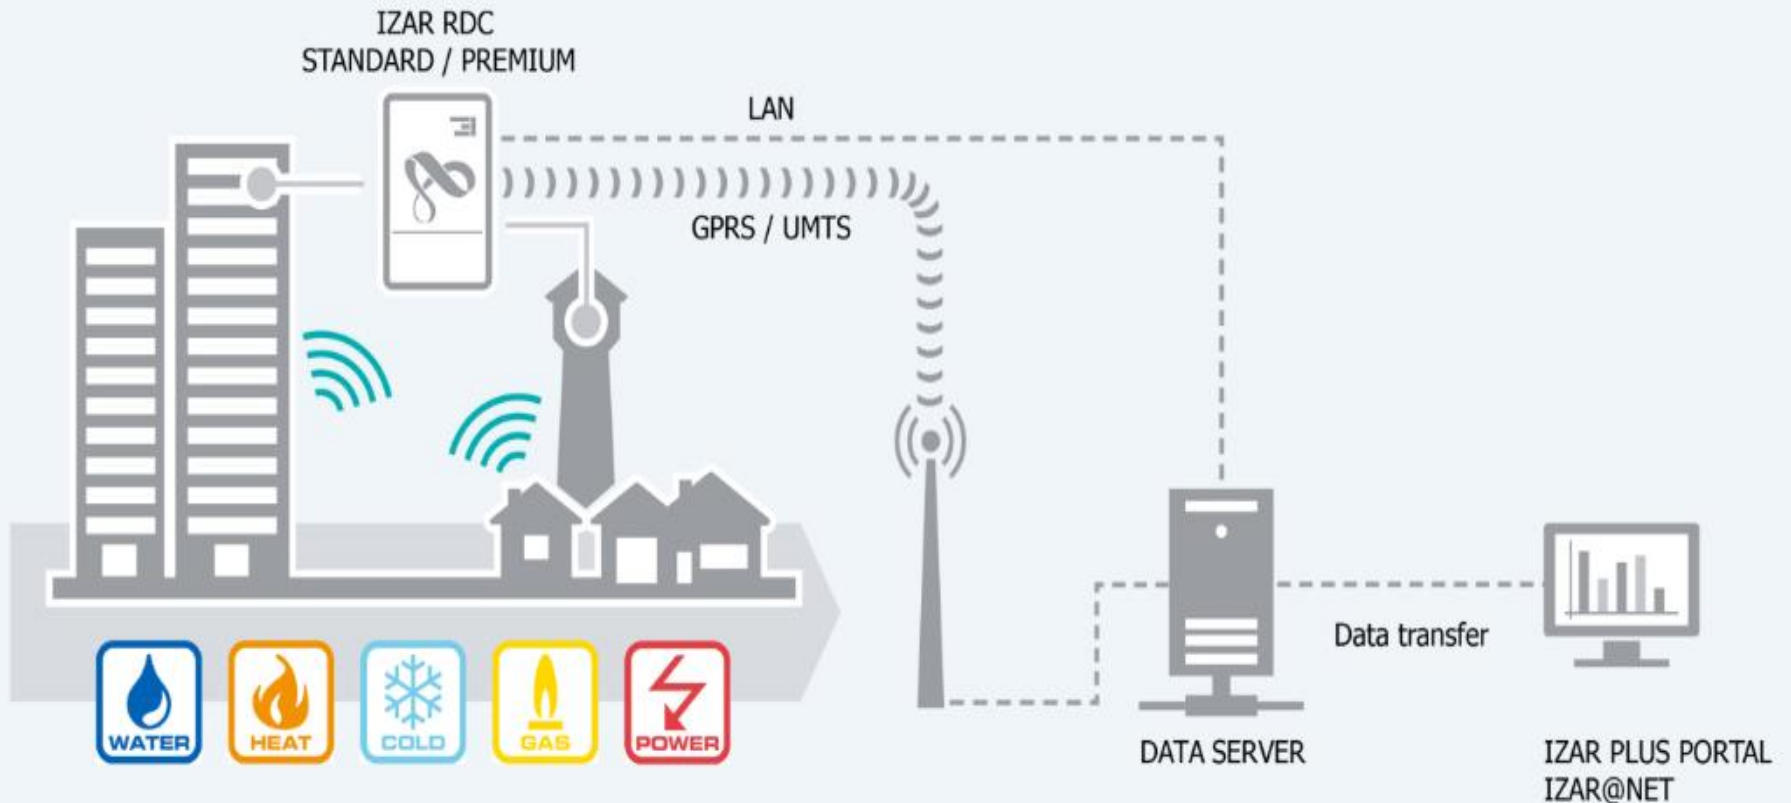 IZAR RDC
STANDARD / PREMIUM
LAN
GPRS / UMTS
WATER
HEAT
COLD
GAS
POWER
Data transfer
DATA SERVER
IZAR PLUS PORTAL
IZAR@NET